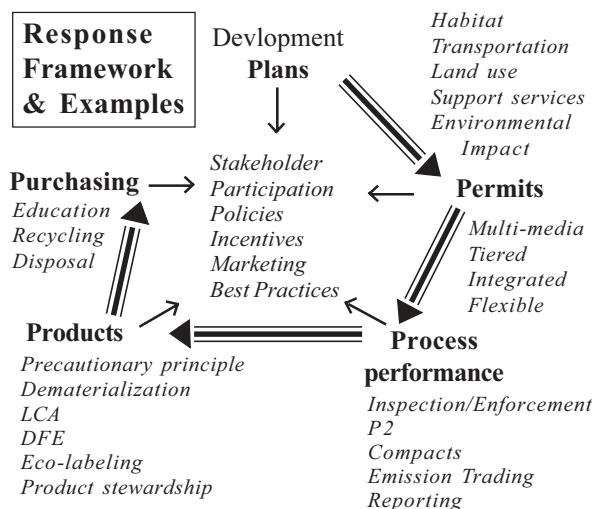 Response
Framework
& Examples
Devlopment
Plans
Habitat
Transportation
Land use
Support services
Environmental
Impact
Purchasing
Education
Recycling
Disposal
Stakeholder
Participation
Policies
Incentives
Marketing
Best Practices
Permits
Multi-media
Tiered
Integrated
Flexible
Products
Precautionary principle
Dematerialization
LCA
DFE
Eco-labeling
Product stewardship
Process
performance
Inspection/Enforcement
P2
Compacts
Emission Trading
Reporting